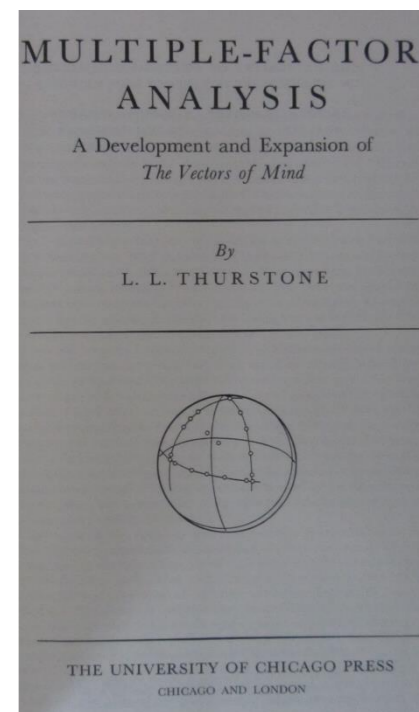 MULTIPLE-FACTOR
ANALYSIS
A Development and Expansion of
The Vectors of Mind
By
L. L. THURSTONE
THE UNIVERSITY OF CHICAGO PRESS
CHICAGO AND LONDON